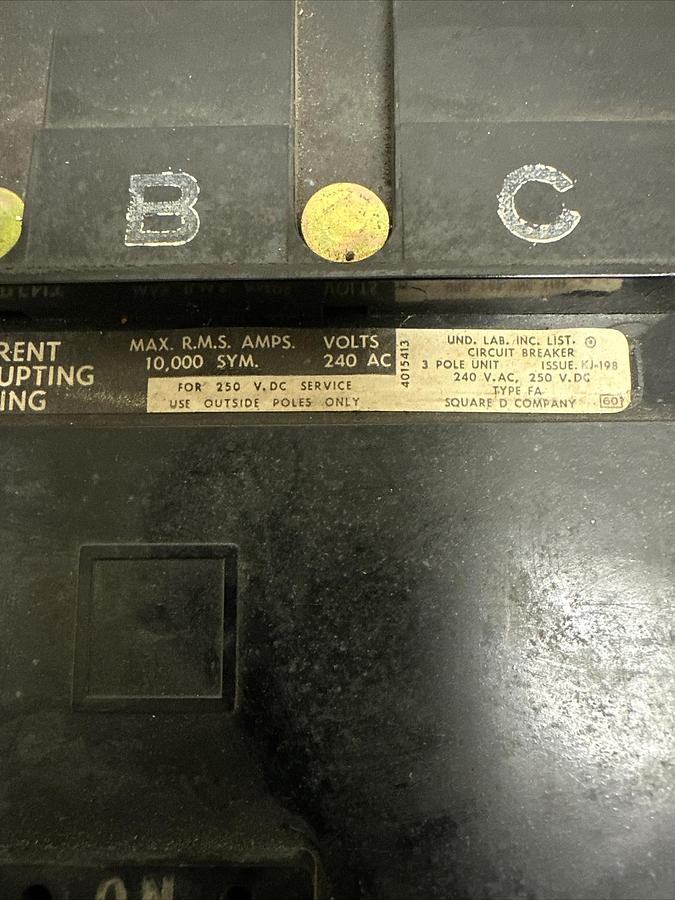 B
C
RENT
UPTING
ING
MAX. R.M.S. AMPS.
10,000 SYM.
VOLTS
240 AC
FOR 250 V.DC SERVICE
USE OUTSIDE POLES ONLY
4015413
UND. LAB. INC. LIST.
CIRCUIT BREAKER
3 POLE UNIT ISSUE. KJ-198
240 V.AC, 250 V.DC
TYPE FA
SQUARE D COMPANY
60
ON